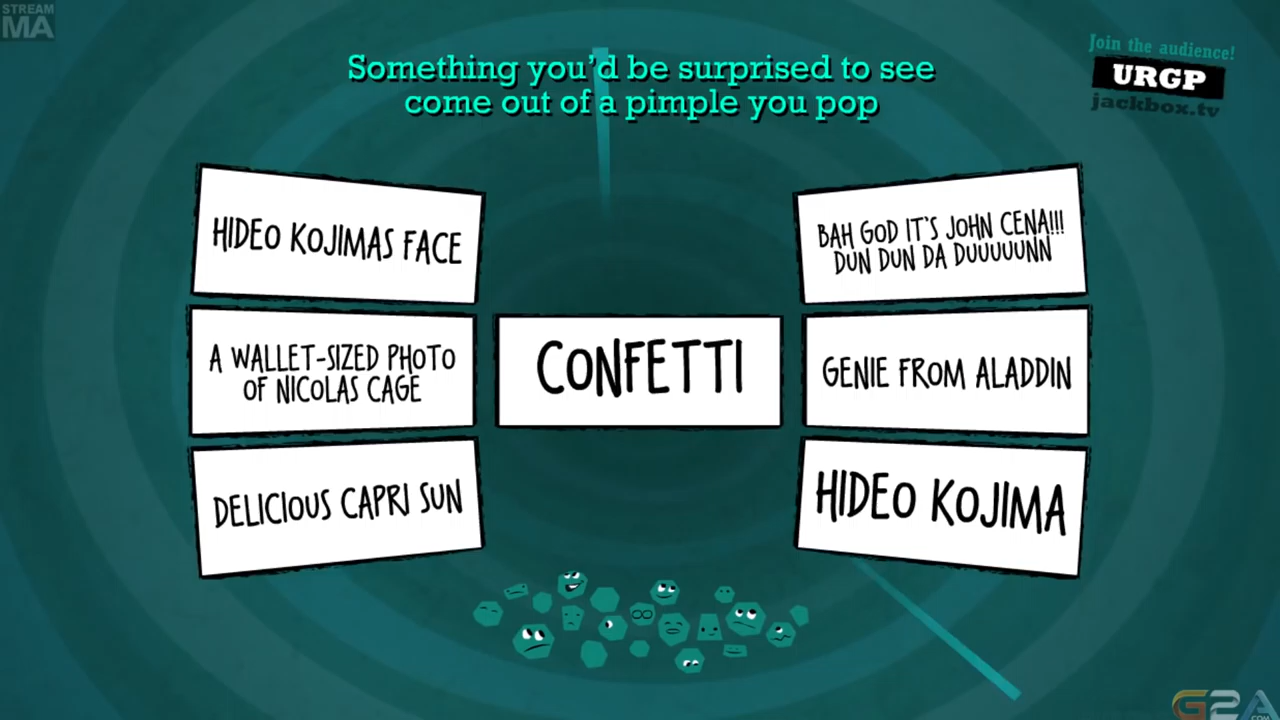 STREAM
MA
Something you'd be surprised to see
come out of a pimple you pop
Join the audience!
URGP
jackbox.tv
HIDEO KOJIMAS FACE
A WALLET-SIZED PHOTO
OF NICOLAS CAGE
DELICIOUS CAPRI SUN
CONFETTI
BAH GOD IT'S JOHN CENA!!!
DUN DUN DA DUUUUUNN
GENIE FROM ALADDIN
HIDEO KOJIMA
G2A
.COM